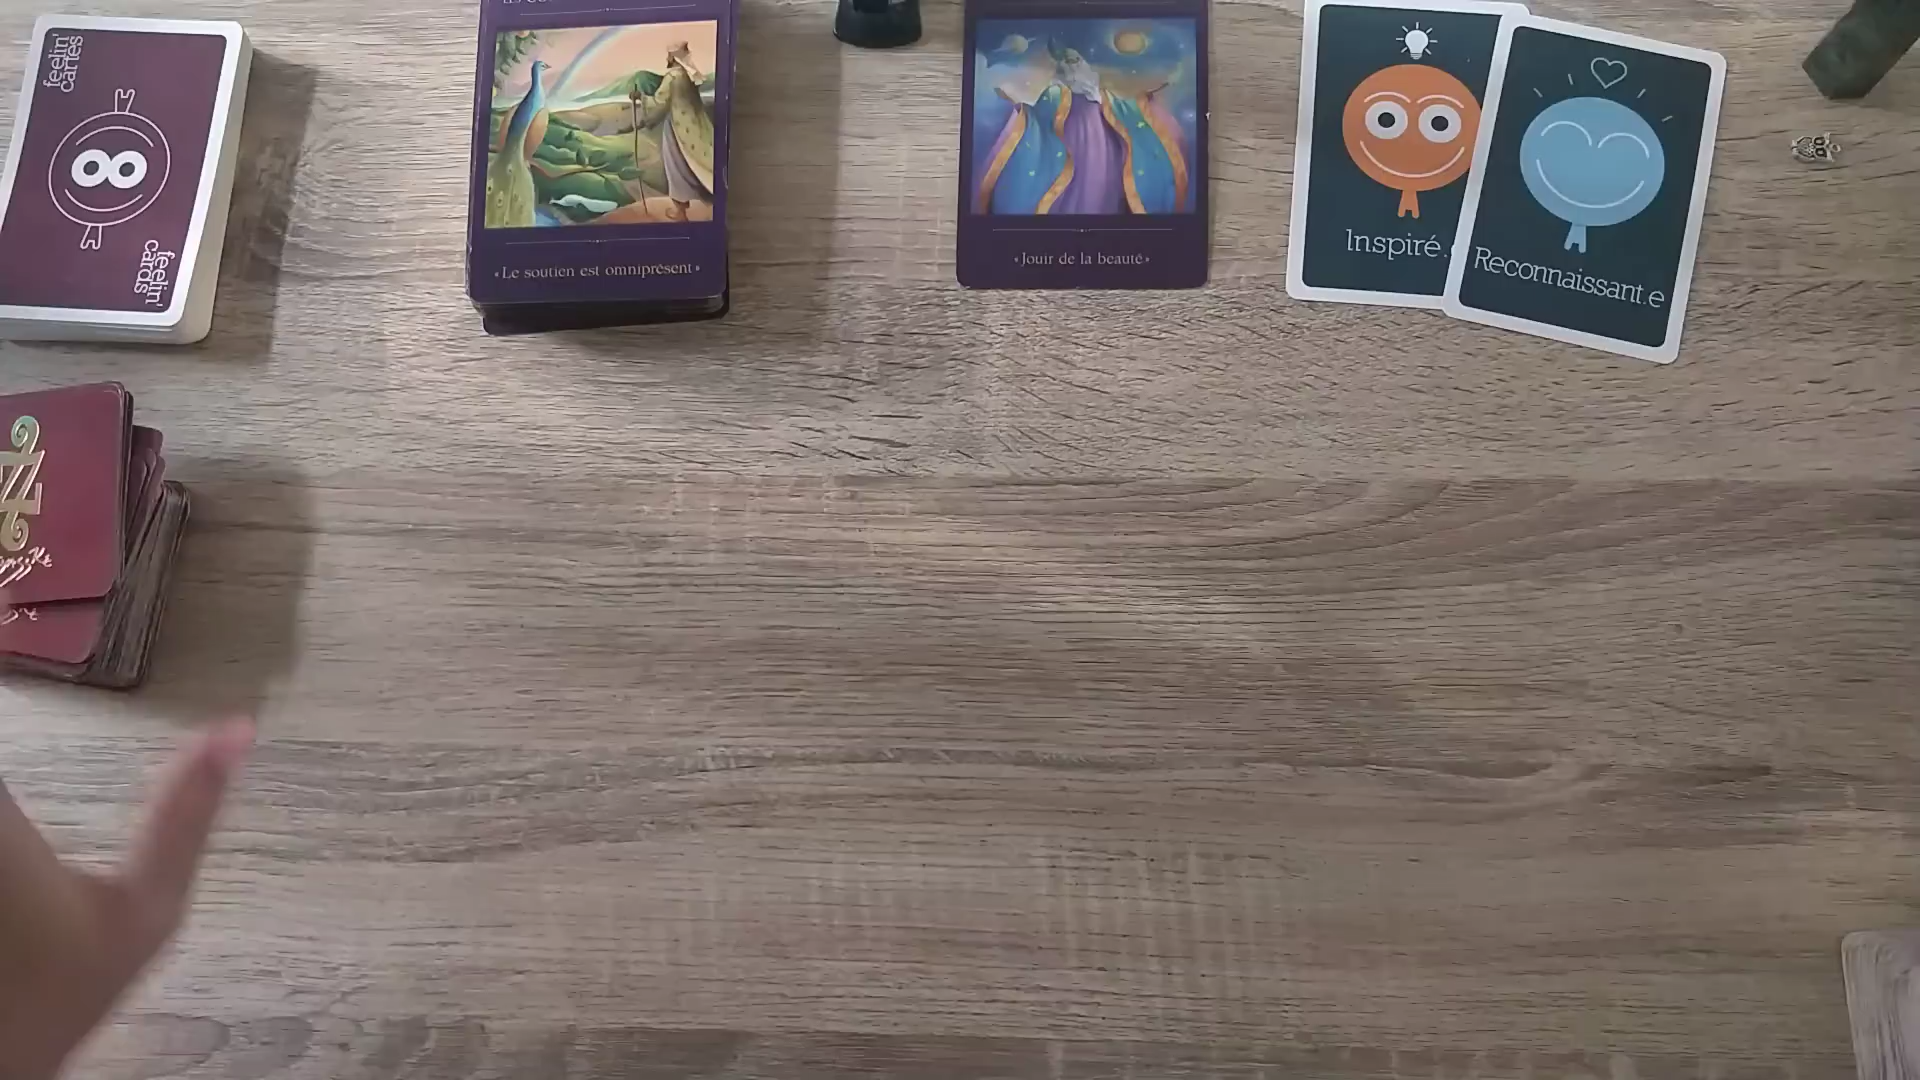 feelin'
cartes
feelin'
cards
«Le soutien est omniprésent»
«Jouir de la beauté»
Inspiré.
Reconnaissant.e